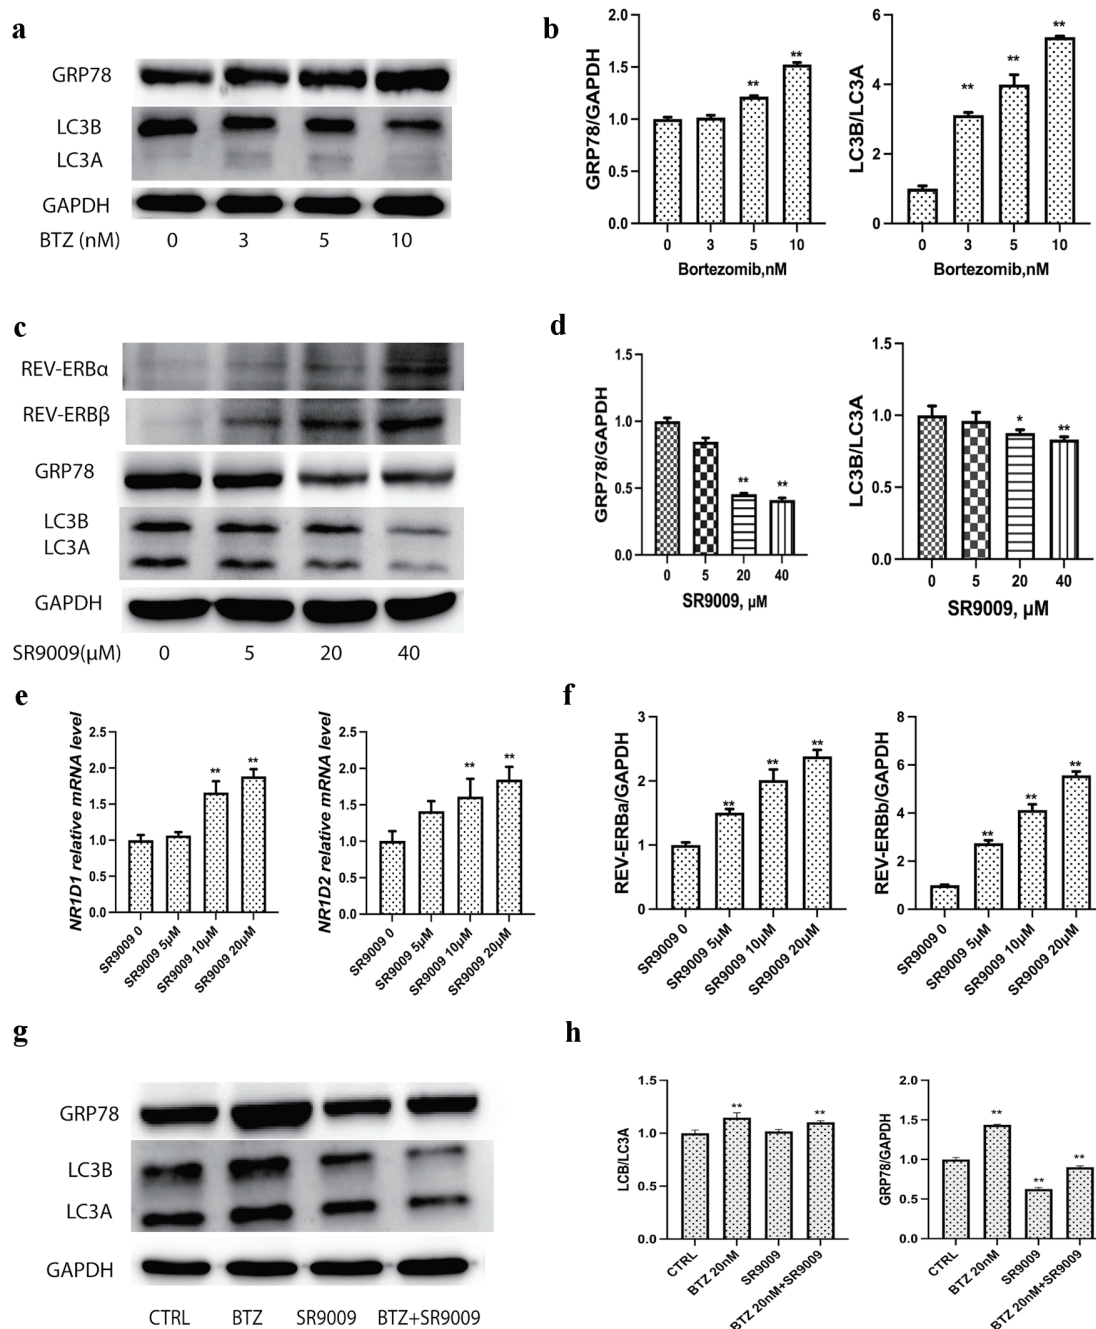 a
GRP78
LC3B
LC3A
GAPDH
BTZ (nM) 0 3 5 10
b
GRP78/GAPDH
2.0
1.5
1.0
0.5
0.0
** **
0 3 5 10
Bortezomib,nM
LC3B/LC3A
6
4
2
0
** ** **
0 3 5 10
Bortezomib,nM
c
REV-ERBα
REV-ERBβ
GRP78
LC3B
LC3A
GAPDH
SR9009(μM) 0 5 20 40
d
GRP78/GAPDH
1.5
1.0
0.5
0.0
** **
0 5 20 40
SR9009, μM
LC3B/LC3A
1.5
1.0
0.5
0.0
* **
0 5 20 40
SR9009, μM
e
NR1D1 relative mRNA level
2.5
2.0
1.5
1.0
0.5
0.0
** **
SR9009 0
SR9009 5μM
SR9009 10μM
SR9009 20μM
NR1D2 relative mRNA level
2.5
2.0
1.5
1.0
0.5
0.0
** **
SR9009 0
SR9009 5μM
SR9009 10μM
SR9009 20μM
f
REV-ERBa/GAPDH
3
2
1
0
** ** **
SR9009 0
SR9009 5μM
SR9009 10μM
SR9009 20μM
REV-ERBb/GAPDH
8
6
4
2
0
** ** **
SR9009 0
SR9009 5μM
SR9009 10μM
SR9009 20μM
g
GRP78
LC3B
LC3A
GAPDH
CTRL BTZ SR9009 BTZ+SR9009
h
LCB/LC3A
1.5
1.0
0.5
0.0
** **
CTRL
BTZ 20nM
SR9009
BTZ 20nM+SR9009
GRP78/GAPDH
2.0
1.5
1.0
0.5
0.0
** ** **
CTRL
BTZ 20nM
SR9009
BTZ 20nM+SR9009